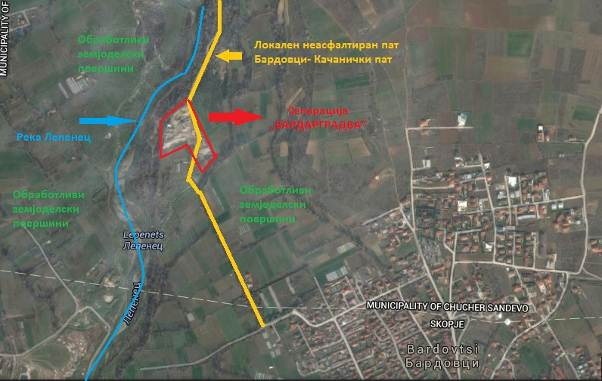 MUNICIPALITY OF
Обработливи
земјоделски
површини
Локален неасфалтиран пат
Бардовци- Качанички пат
Река Лепенец
Сепарација
„ВАРДАРГРАДБА"
Обработливи
земјоделски
површини
Обработливи
земјоделски
површини
Lepenets
Лепенец
Лепенец
MUNICIPALITY OF CHUCHER SANDEVO
SKOPJE
Bardovtsi
Бардовци